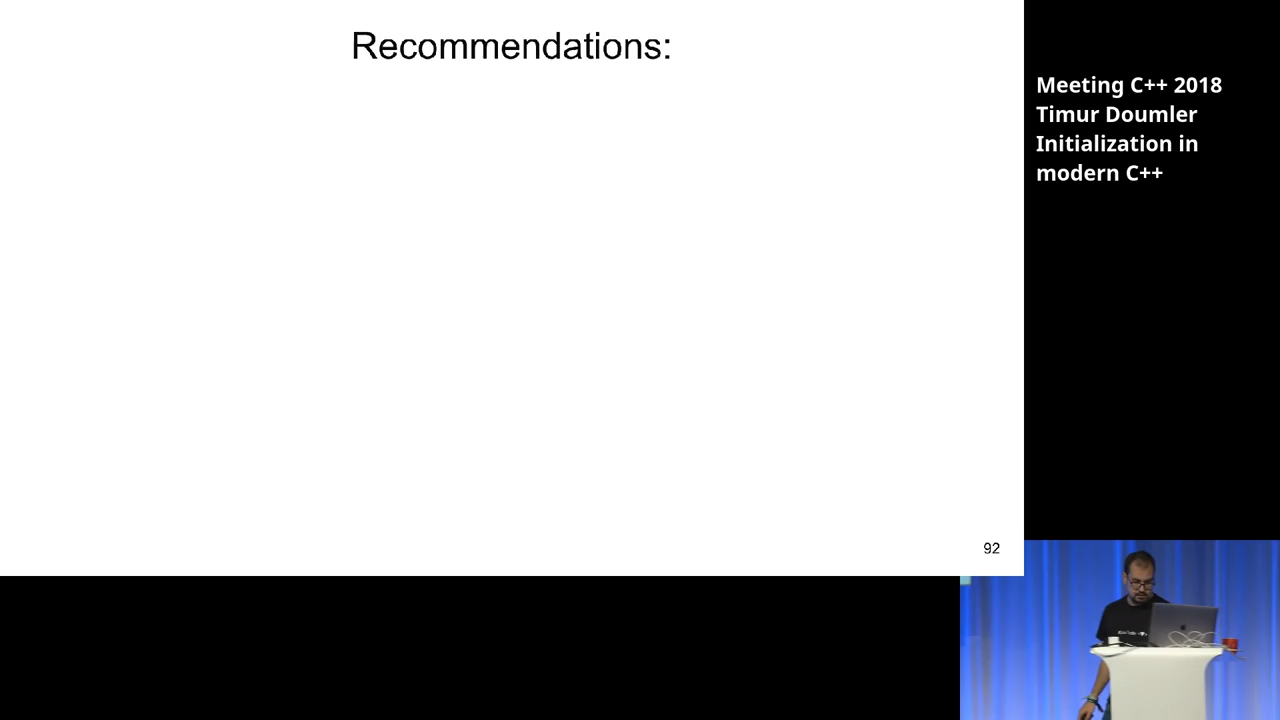 Recommendations:
Meeting C++ 2018
Timur Doumler
Initialization in
modern C++
92